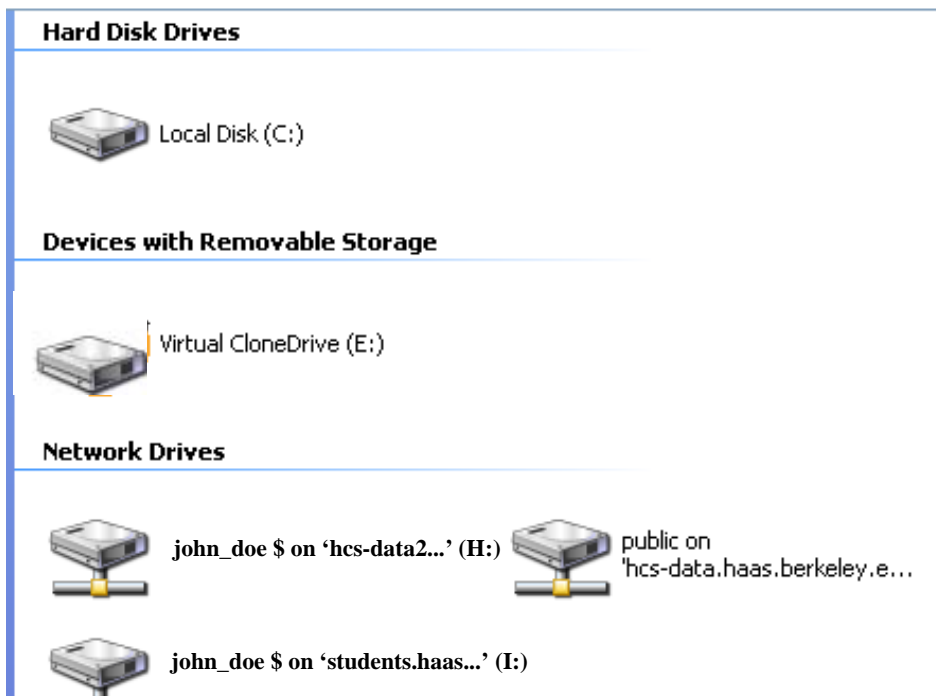 Hard Disk Drives
Local Disk (C:)
Devices with Removable Storage
Virtual CloneDrive (E:)
Network Drives
john_doe $ on ‘hcs-data2...’ (H:)
public on
'hcs-data.haas.berkeley.e...
john_doe $ on ‘students.haas...’ (I:)